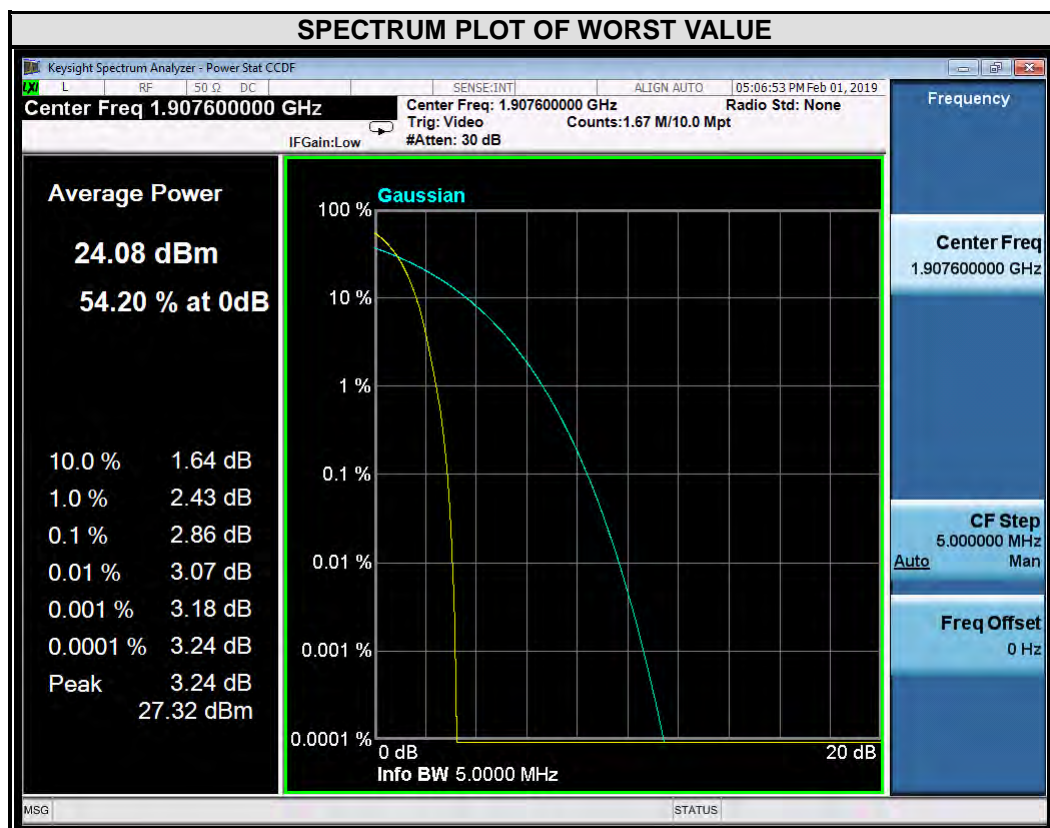 SPECTRUM PLOT OF WORST VALUE
Keysight Spectrum Analyzer - Power Stat CCDF
LXI L RF 50 Ω DC SENSE:INT ALIGN AUTO 05:06:53 PM Feb 01, 2019
Center Freq 1.907600000 GHz
Center Freq: 1.907600000 GHz Radio Std: None
Trig: Video Counts:1.67 M/10.0 Mpt
IFGain:Low #Atten: 30 dB
Frequency
Average Power
24.08 dBm
54.20 % at 0dB
10.0 % 1.64 dB
1.0 % 2.43 dB
0.1 % 2.86 dB
0.01 % 3.07 dB
0.001 % 3.18 dB
0.0001 % 3.24 dB
Peak 3.24 dB
27.32 dBm
Gaussian
100 %
10 %
1 %
0.1 %
0.01 %
0.001 %
0.0001 %
0 dB 20 dB
Info BW 5.0000 MHz
Center Freq
1.907600000 GHz
CF Step
5.000000 MHz
Auto Man
Freq Offset
0 Hz
MSG STATUS